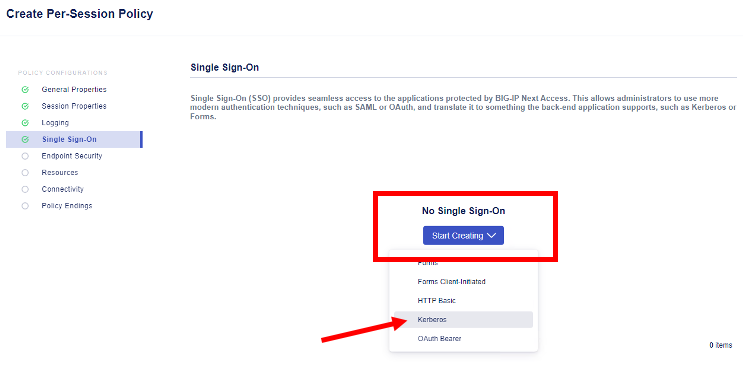 Create Per-Session Policy
POLICY CONFIGURATIONS
General Properties
Session Properties
Logging
Single Sign-On
Endpoint Security
Resources
Connectivity
Policy Endings
Single Sign-On
Single Sign-On (SSO) provides seamless access to the applications protected by BIG-IP Next Access. This allows administrators to use more
modern authentication techniques, such as SAML or OAuth, and translate it to something the back-end application supports, such as Kerberos or
Forms.
No Single Sign-On
Start Creating
Forms
Forms Client-Initiated
HTTP Basic
Kerberos
OAuth Bearer
0 items